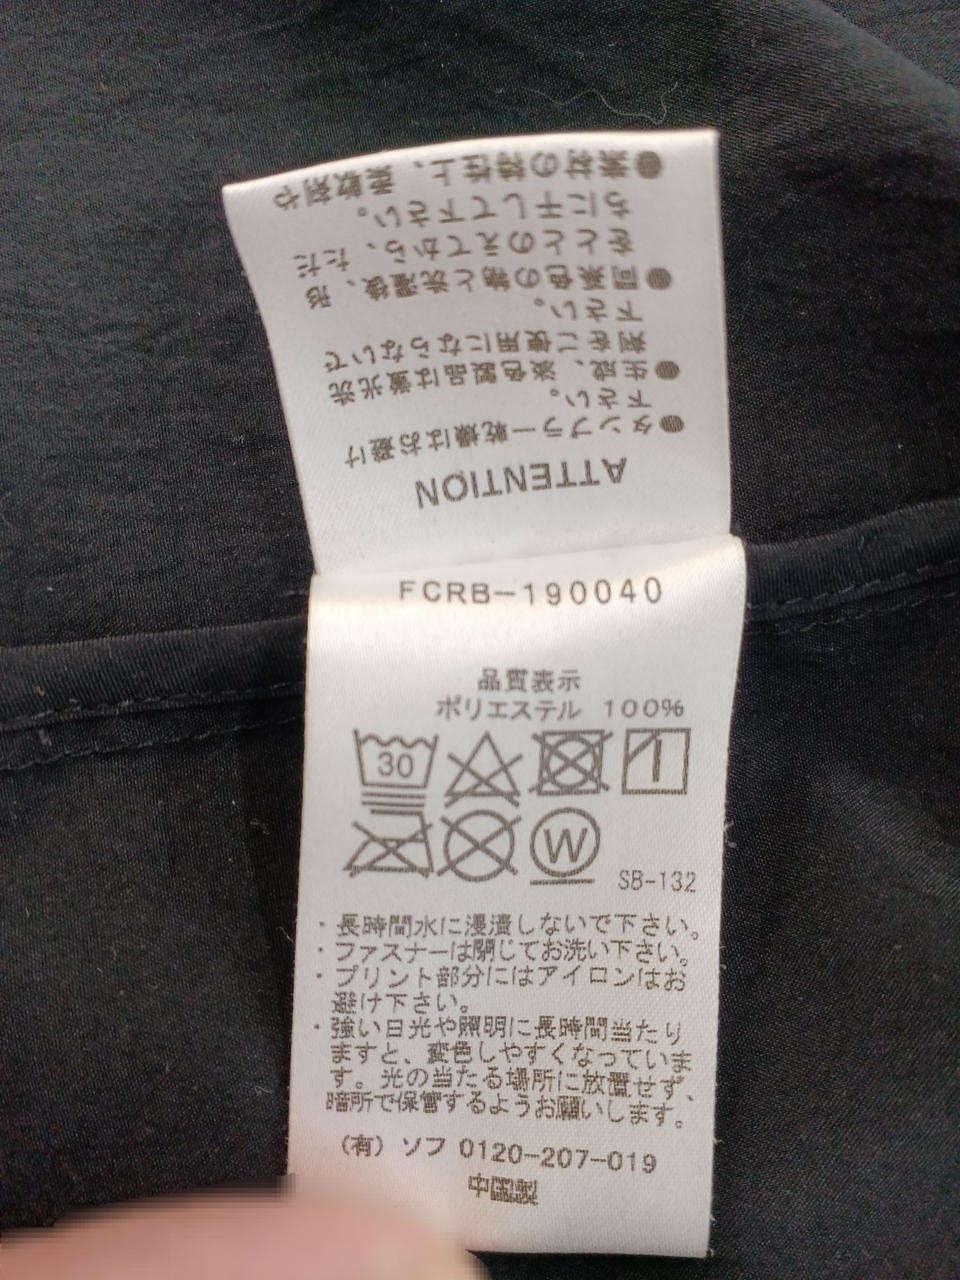 ATTENTION
●タンブラー乾燥はお避け
下さい。
●生成、淡色製品は蛍光洗
剤をご使用にならないで
下さい。
●同系色の物と洗濯後、形
をととのえてから、ただ
ちに干して下さい。
●素材の特性上、柔軟剤や
FCRB-190040
品質表示
ポリエステル 100%
30
W
SB-132
・長時間水に浸漬しないで下さい。
・ファスナーは閉じてお洗い下さい。
・プリント部分にはアイロンはお
避け下さい。
・強い日光や照明に長時間当たり
ますと、変色しやすくなっていま
す。光の当たる場所に放置せず、
暗所で保管するようお願いします。
(有) ソフ 0120-207-019
中国製